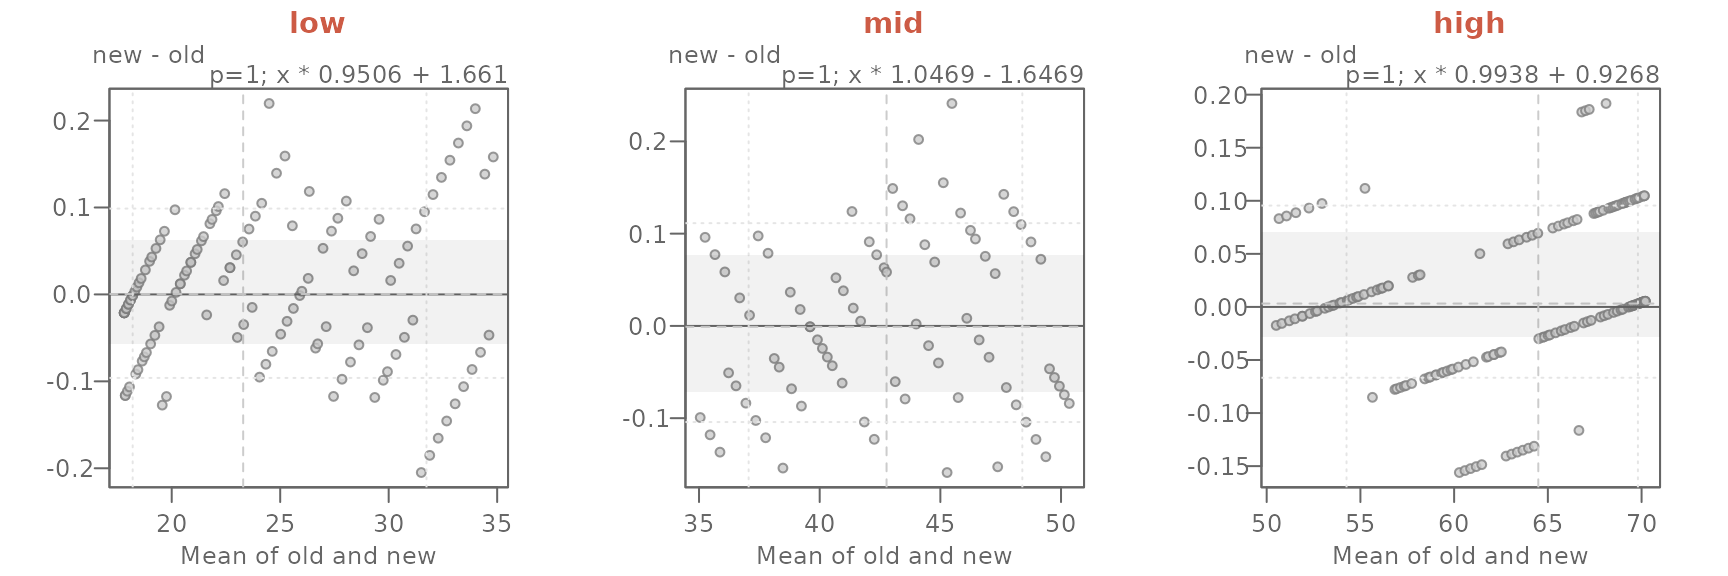 low
new - old
p=1; x * 0.9506 + 1.661
0.2
0.1
0.0
-0.1
-0.2
20 25 30 35
Mean of old and new
mid
new - old
p=1; x * 1.0469 - 1.6469
0.2
0.1
0.0
-0.1
35 40 45 50
Mean of old and new
high
new - old
p=1; x * 0.9938 + 0.9268
0.20
0.15
0.10
0.05
0.00
-0.05
-0.10
-0.15
50 55 60 65 70
Mean of old and new